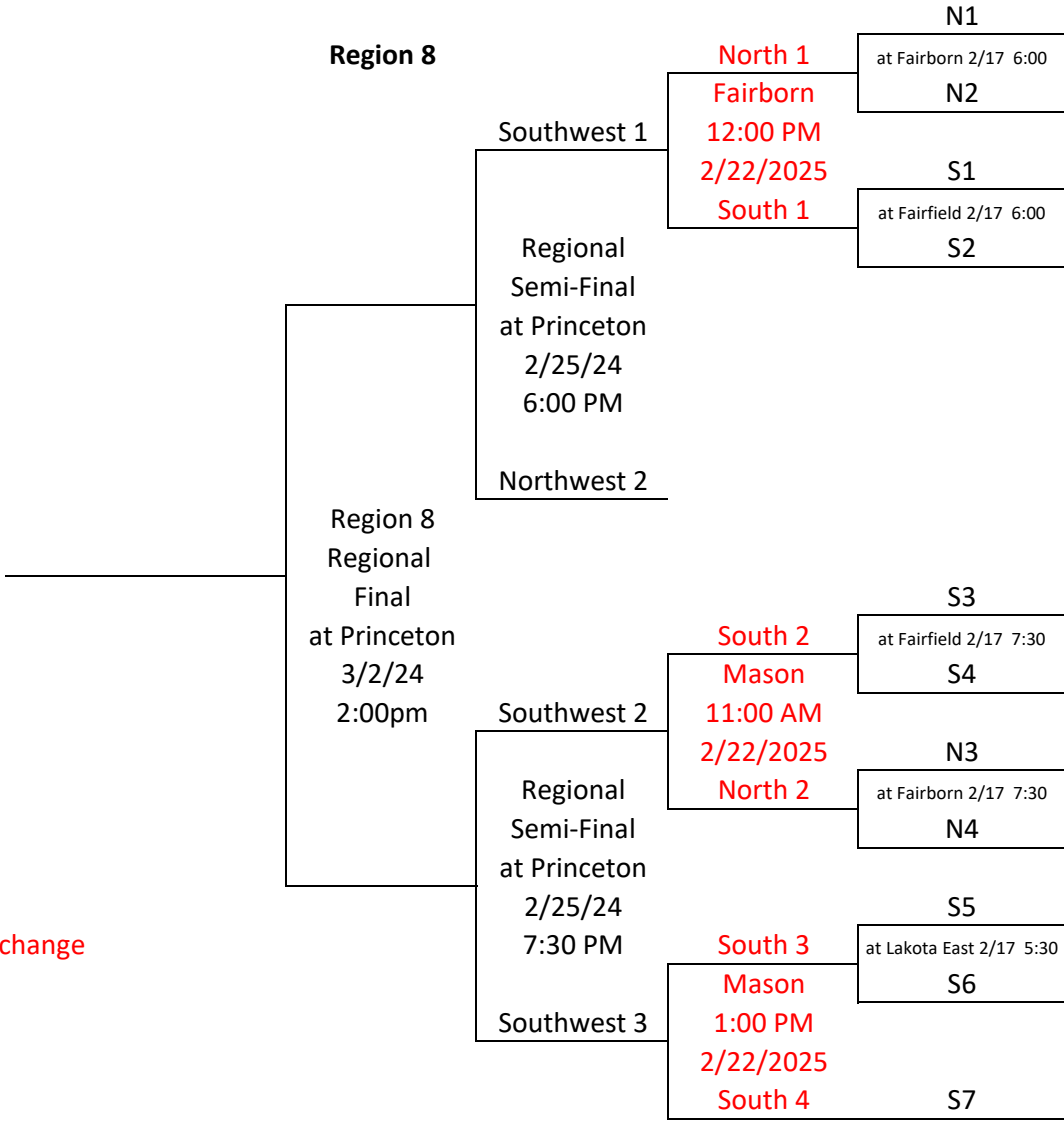 N1
Region 8
North 1
at Fairborn 2/17 6:00
Fairborn
N2
Southwest 1
12:00 PM
2/22/2025
S1
South 1
at Fairfield 2/17 6:00
Regional
S2
Semi-Final
at Princeton
2/25/24
6:00 PM
Northwest 2
Region 8
Regional
Final
S3
at Princeton
South 2
at Fairfield 2/17 7:30
3/2/24
Mason
S4
2:00pm
Southwest 2
11:00 AM
2/22/2025
N3
Regional
North 2
at Fairborn 2/17 7:30
Semi-Final
N4
at Princeton
2/25/24
S5
change
7:30 PM
South 3
at Lakota East 2/17 5:30
Mason
S6
Southwest 3
1:00 PM
2/22/2025
South 4
S7